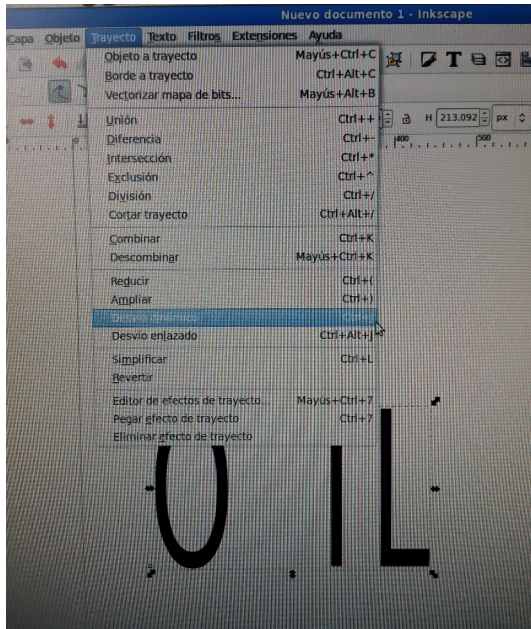 Nuevo documento 1 - Inkscape
Capa Objeto Trayecto Texto Filtros Extensiones Ayuda
Objeto a trayecto Mayús+Ctrl+C
Borde a trayecto Ctrl+Alt+C
Vectorizar mapa de bits... Mayús+Alt+B
Unión Ctrl++
Diferencia Ctrl+-
Intersección Ctrl+*
Exclusión Ctrl+^
División Ctrl+/
Cortar trayecto Ctrl+Alt+/
Combinar Ctrl+K
Descombinar Mayús+Ctrl+K
Reducir Ctrl+(
Ampliar Ctrl+)
Desvío dinámico
Desvío enlazado Ctrl+Alt+J
Simplificar Ctrl+L
Revertir
Editor de efectos de trayecto... Mayús+Ctrl+7
Pegar efecto de trayecto Ctrl+7
Eliminar efecto de trayecto
H 213,092 px
400 500
IL